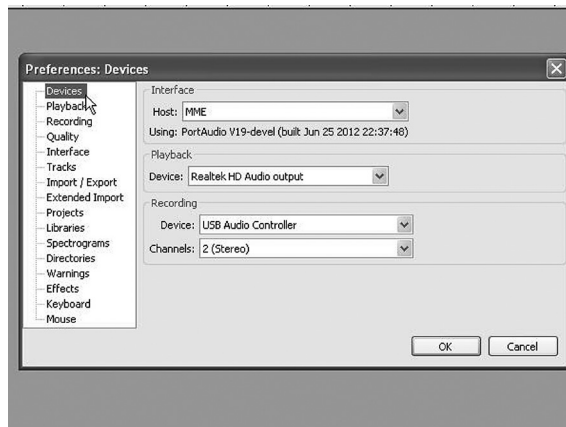 Preferences: Devices
Devices
Playback
Recording
Quality
Interface
Tracks
Import / Export
Extended Import
Projects
Libraries
Spectrograms
Directories
Warnings
Effects
Keyboard
Mouse
Interface
Host: MME
Using: PortAudio V19-devel (built Jun 25 2012 22:37:48)
Playback
Device: Realtek HD Audio output
Recording
Device: USB Audio Controller
Channels: 2 (Stereo)
OK Cancel